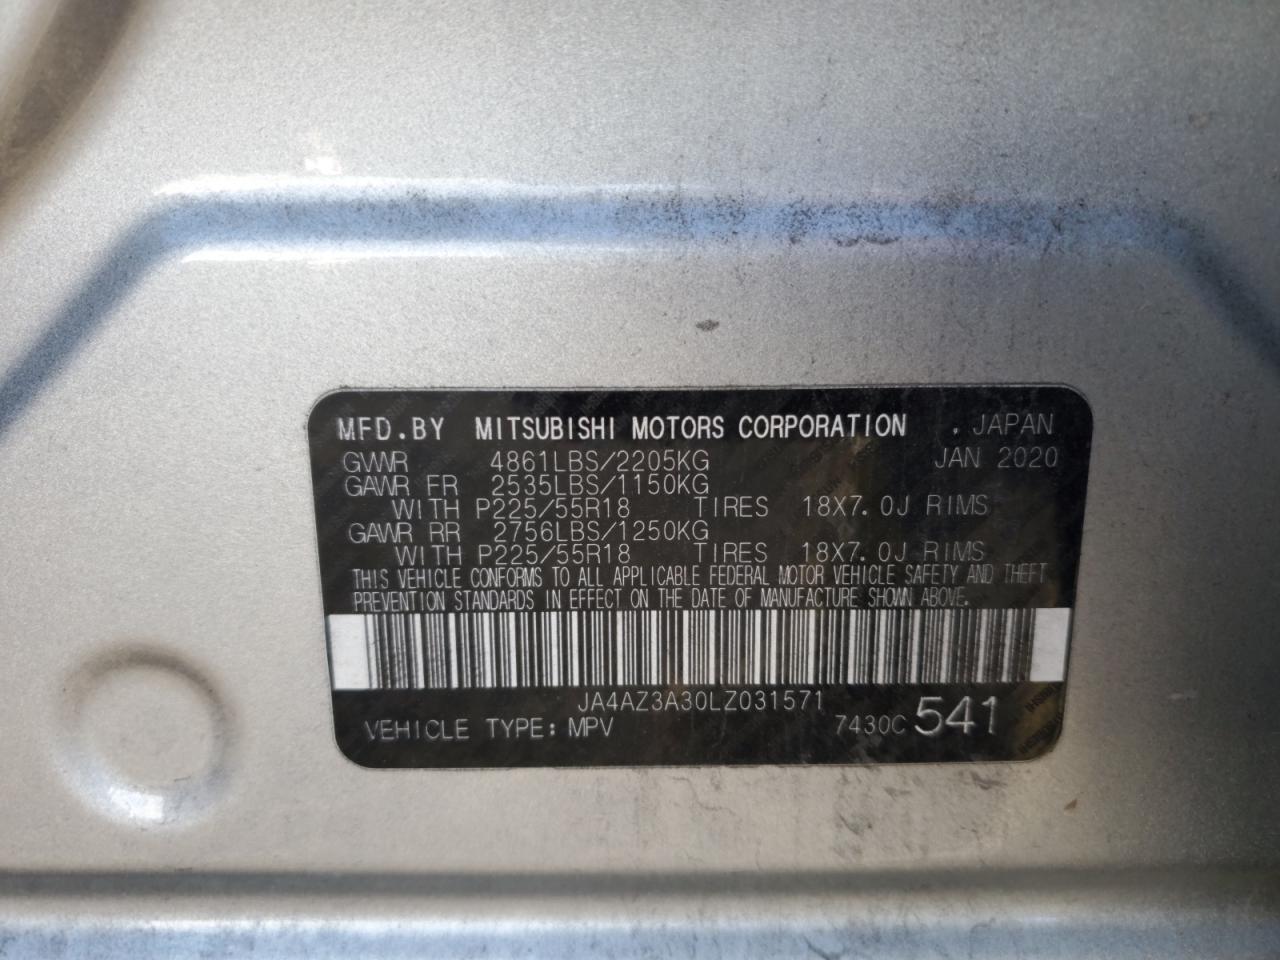 MFD.BY MITSUBISHI MOTORS CORPORATION , JAPAN
GVWR 4861LBS/2205KG JAN 2020
GAWR FR 2535LBS/1150KG
WITH P225/55R18 TIRES 18X7.0J RIMS
GAWR RR 2756LBS/1250KG
WITH P225/55R18 TIRES 18X7.0J RIMS
THIS VEHICLE CONFORMS TO ALL APPLICABLE FEDERAL MOTOR VEHICLE SAFETY AND THEFT
PREVENTION STANDARDS IN EFFECT ON THE DATE OF MANUFACTURE SHOWN ABOVE.
JA4AZ3A30LZ031571
VEHICLE TYPE: MPV 7430C 541